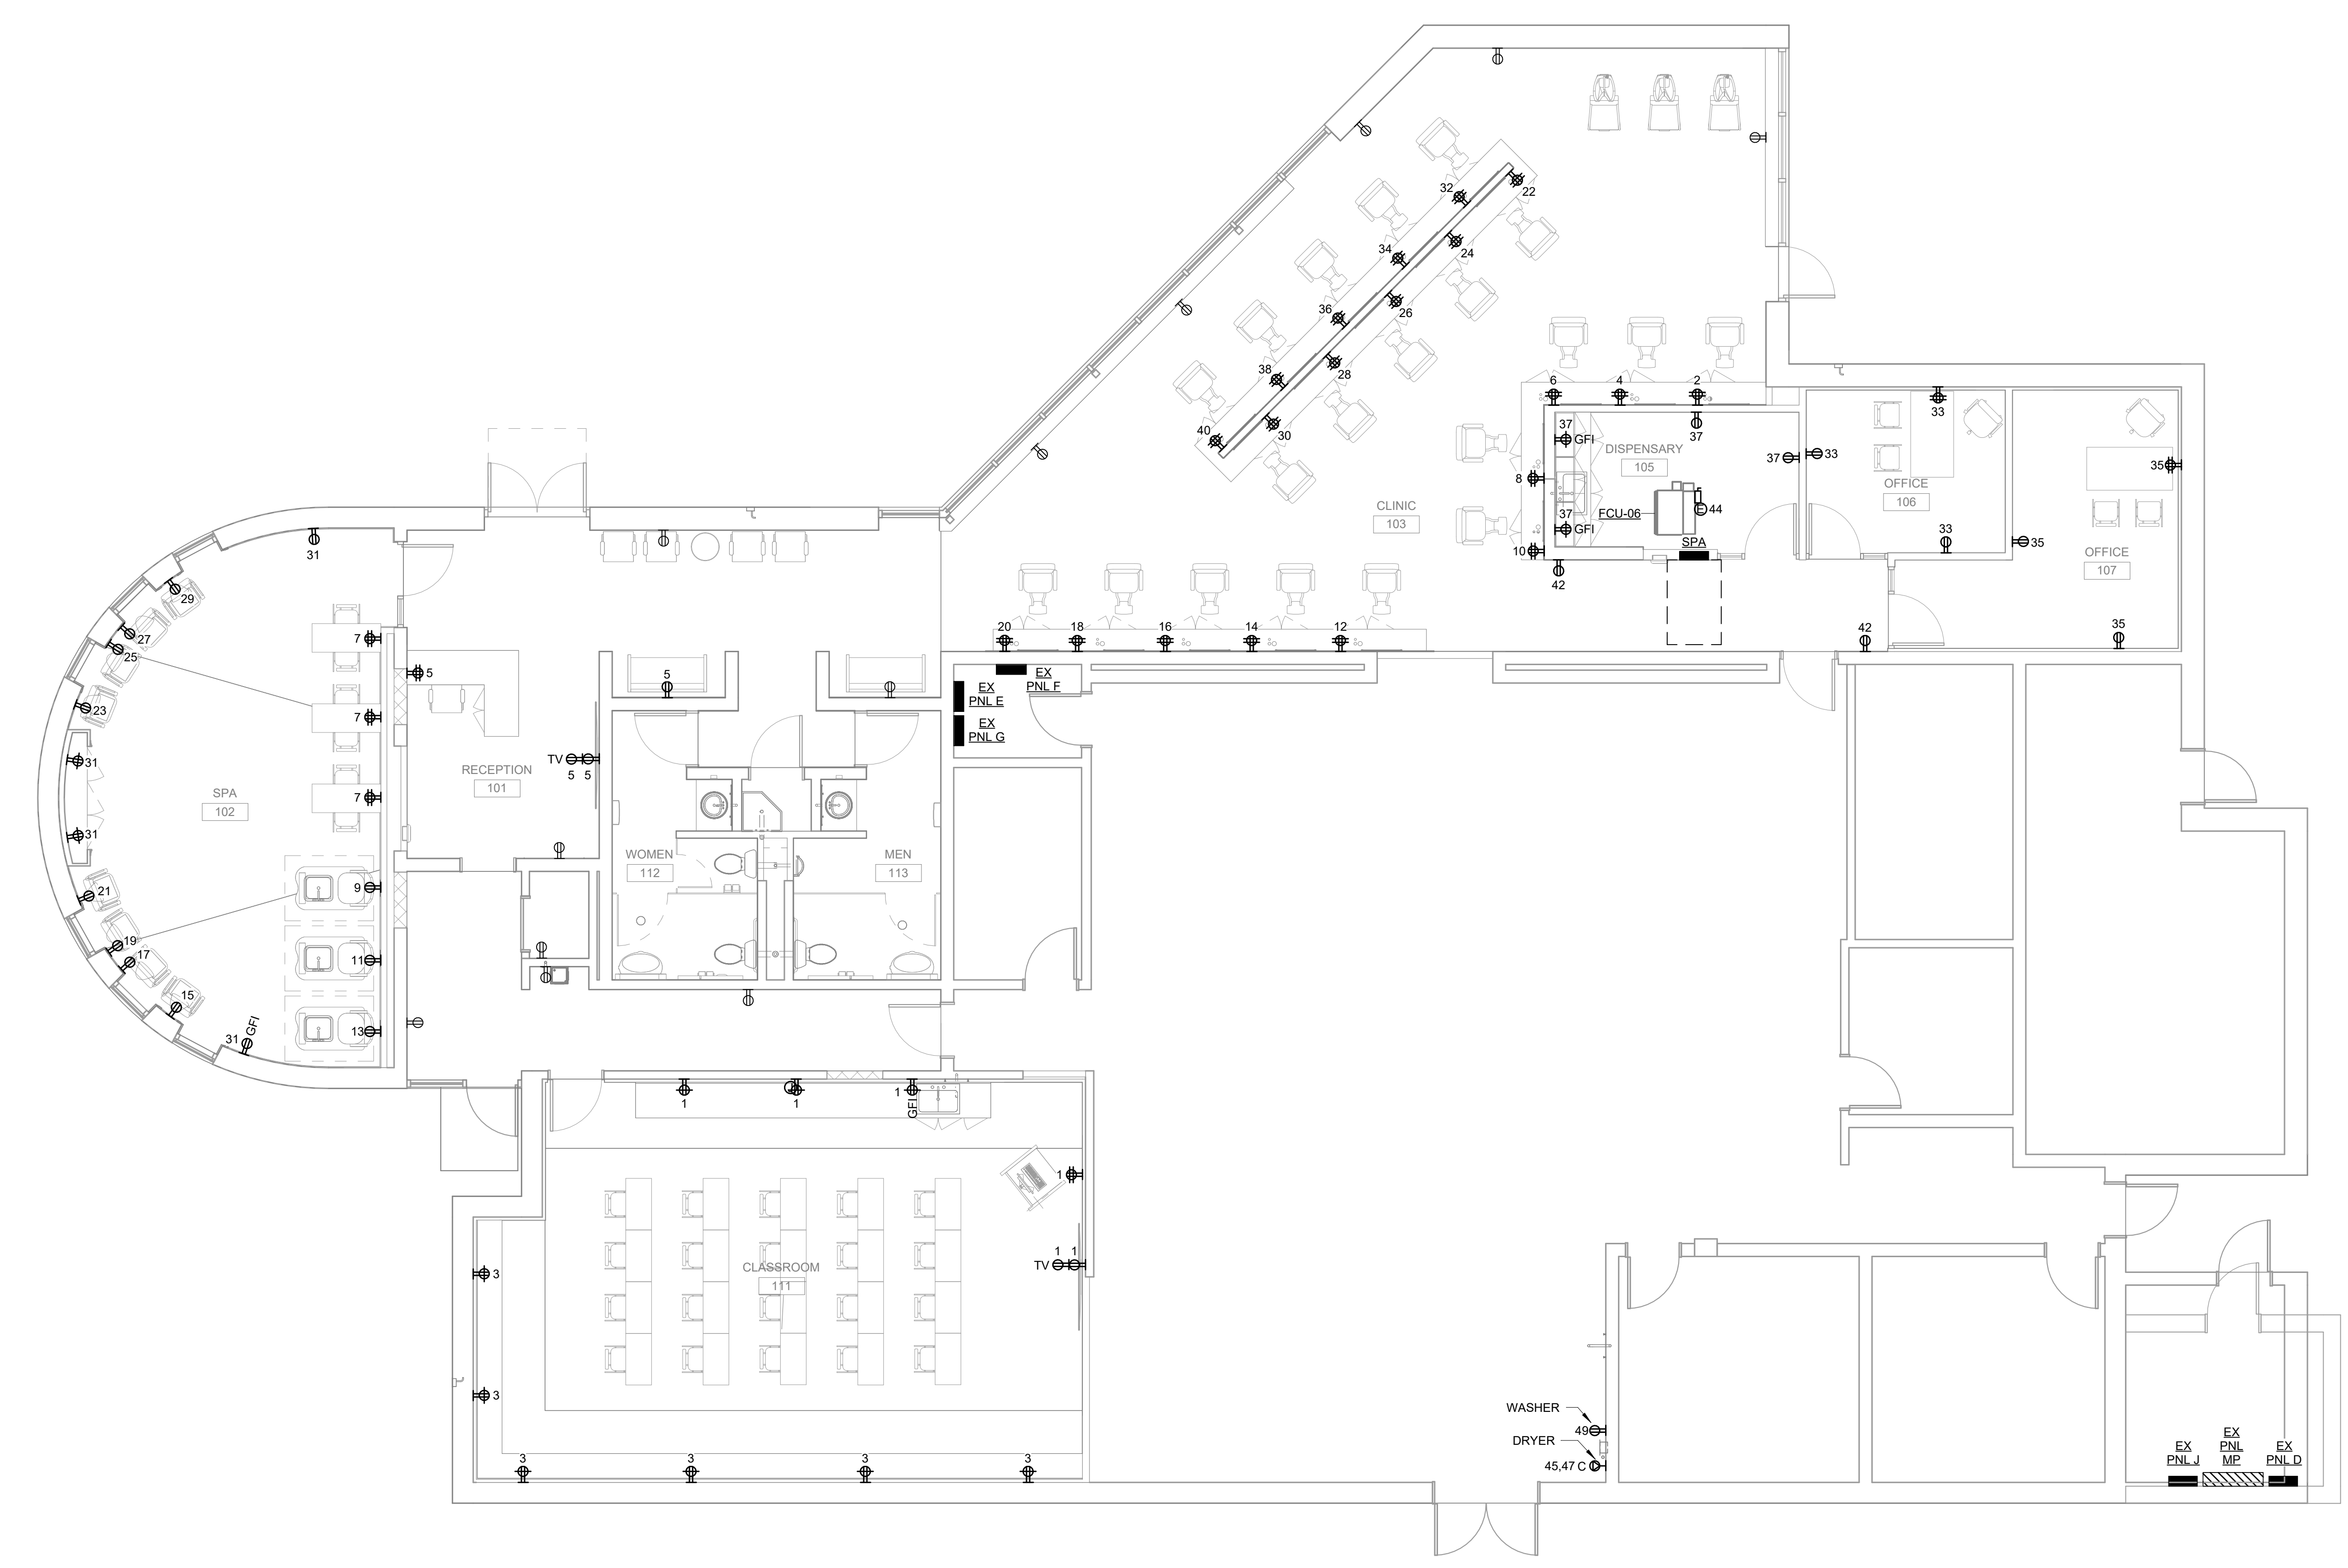 32
22
34
24
36
26
38
28
40
30
6
4
2
33
37
GFI
37
DISPENSARY
105
37
33
35
8
OFFICE
106
CLINIC
103
37
GFI
FCU-06
E
44
33
35
SPA
10
OFFICE
107
42
31
29
27
25
7
20
18
16
14
12
42
35
5
5
EX
PNL F
EX
PNL E
23
7
EX
PNL G
31
TV
5
5
RECEPTION
101
SPA
102
7
31
WOMEN
112
MEN
113
21
9
19
17
11
15
31
GFI
13
1
1
1
GFI
1
1
1
TV
3
CLASSROOM
111
3
WASHER
49
DRYER
45,47
C
3
3
3
3
EX
PNL J
EX
PNL
MP
EX
PNL D